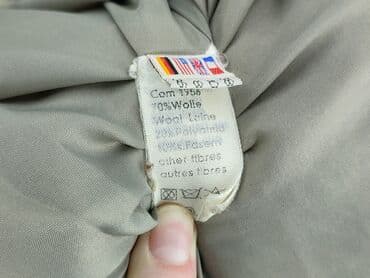 Com 1956
70%Wolle
Wool Laine
20%Polyamid
10%s.Fasern
other fibres
autres fibres